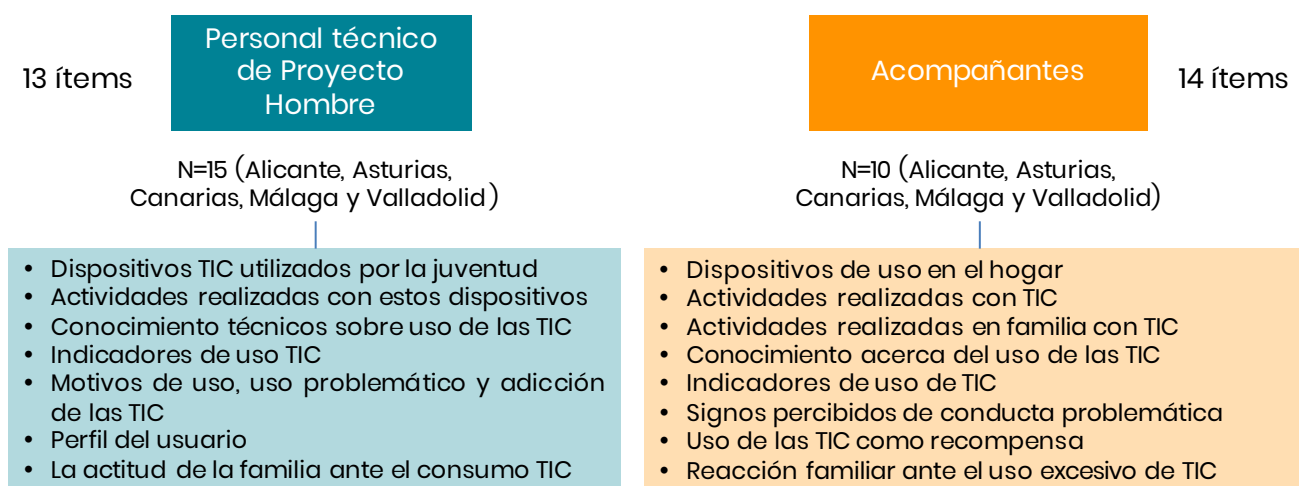 13 ítems
Personal técnico
de Proyecto
Hombre
N=15 (Alicante, Asturias,
Canarias, Málaga y Valladolid)
• Dispositivos TIC utilizados por la juventud
• Actividades realizadas con estos dispositivos
• Conocimiento técnicos sobre uso de las TIC
• Indicadores de uso TIC
• Motivos de uso, uso problemático y adicción
de las TIC
• Perfil del usuario
• La actitud de la familia ante el consumo TIC
Acompañantes
14 ítems
N=10 (Alicante, Asturias,
Canarias, Málaga y Valladolid)
• Dispositivos de uso en el hogar
• Actividades realizadas con TIC
• Actividades realizadas en familia con TIC
• Conocimiento acerca del uso de las TIC
• Indicadores de uso de TIC
• Signos percibidos de conducta problemática
• Uso de las TIC como recompensa
• Reacción familiar ante el uso excesivo de TIC